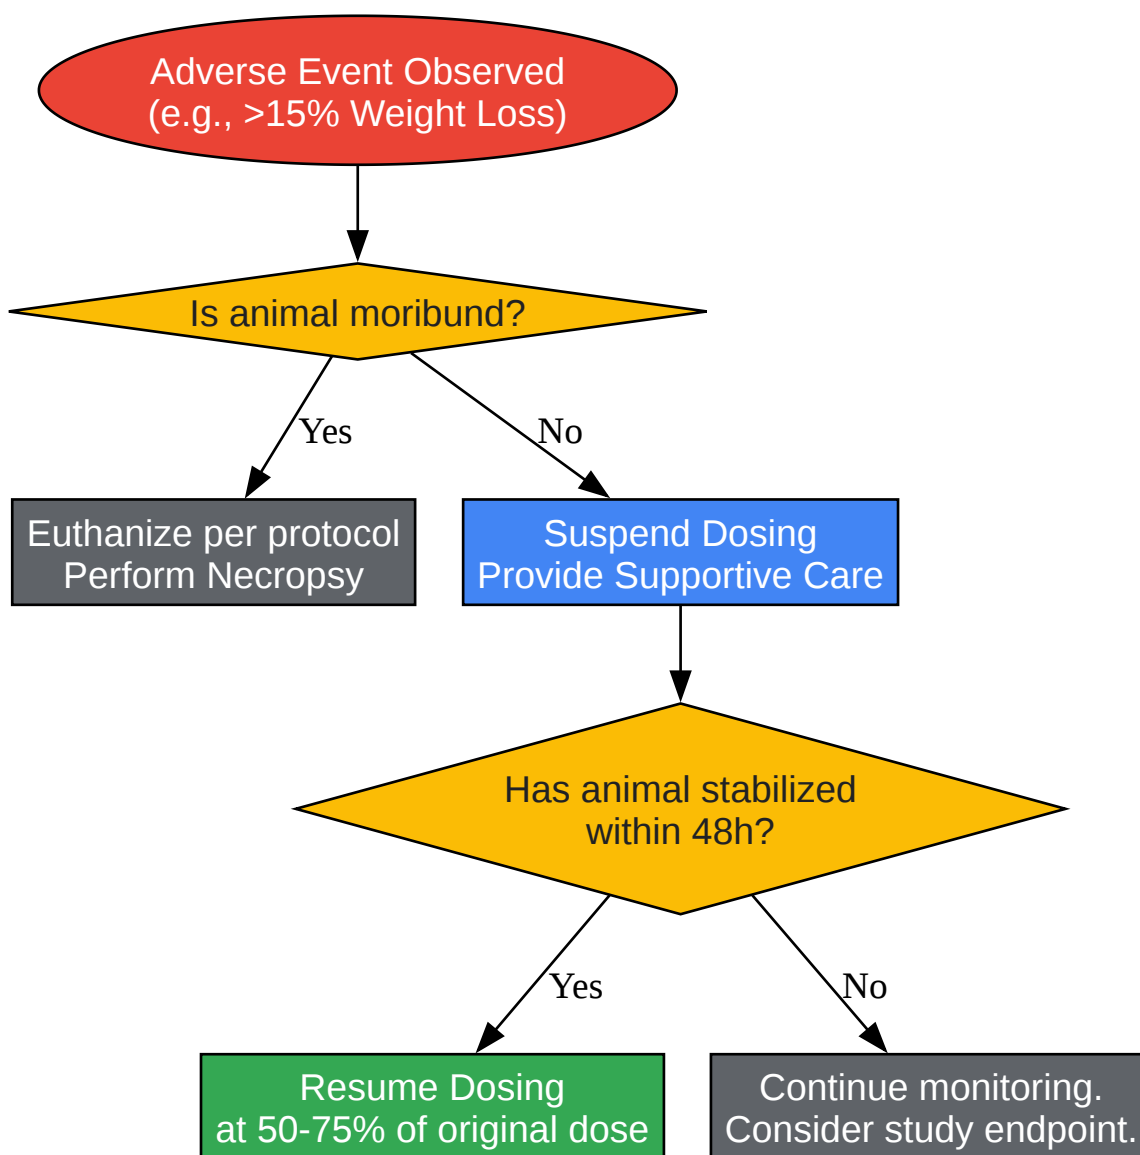 Adverse Event Observed
(e.g., >15% Weight Loss)
Is animal moribund?
Yes
No
Euthanize per protocol
Perform Necropsy
Suspend Dosing
Provide Supportive Care
Has animal stabilized
within 48h?
Yes
No
Resume Dosing
at 50-75% of original dose
Continue monitoring.
Consider study endpoint.